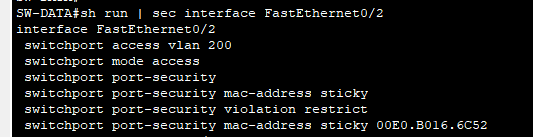 SW-DATA#sh run | sec interface FastEthernet0/2
interface FastEthernet0/2
switchport access vlan 200
switchport mode access
switchport port-security
switchport port-security mac-address sticky
switchport port-security violation restrict
switchport port-security mac-address sticky 00E0.B016.6C52